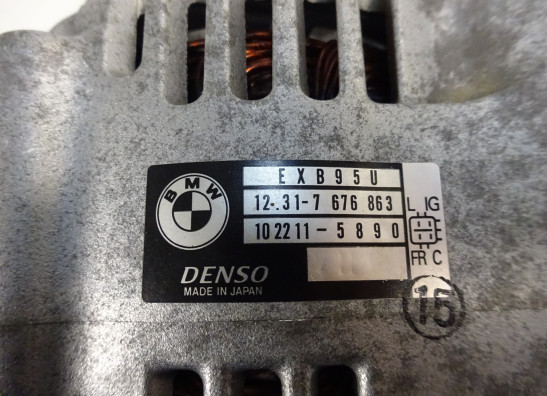 BMW
EXB95U
12-.31-7 676 863
102211-5890
L IG
FR C
DENSO
MADE IN JAPAN
15